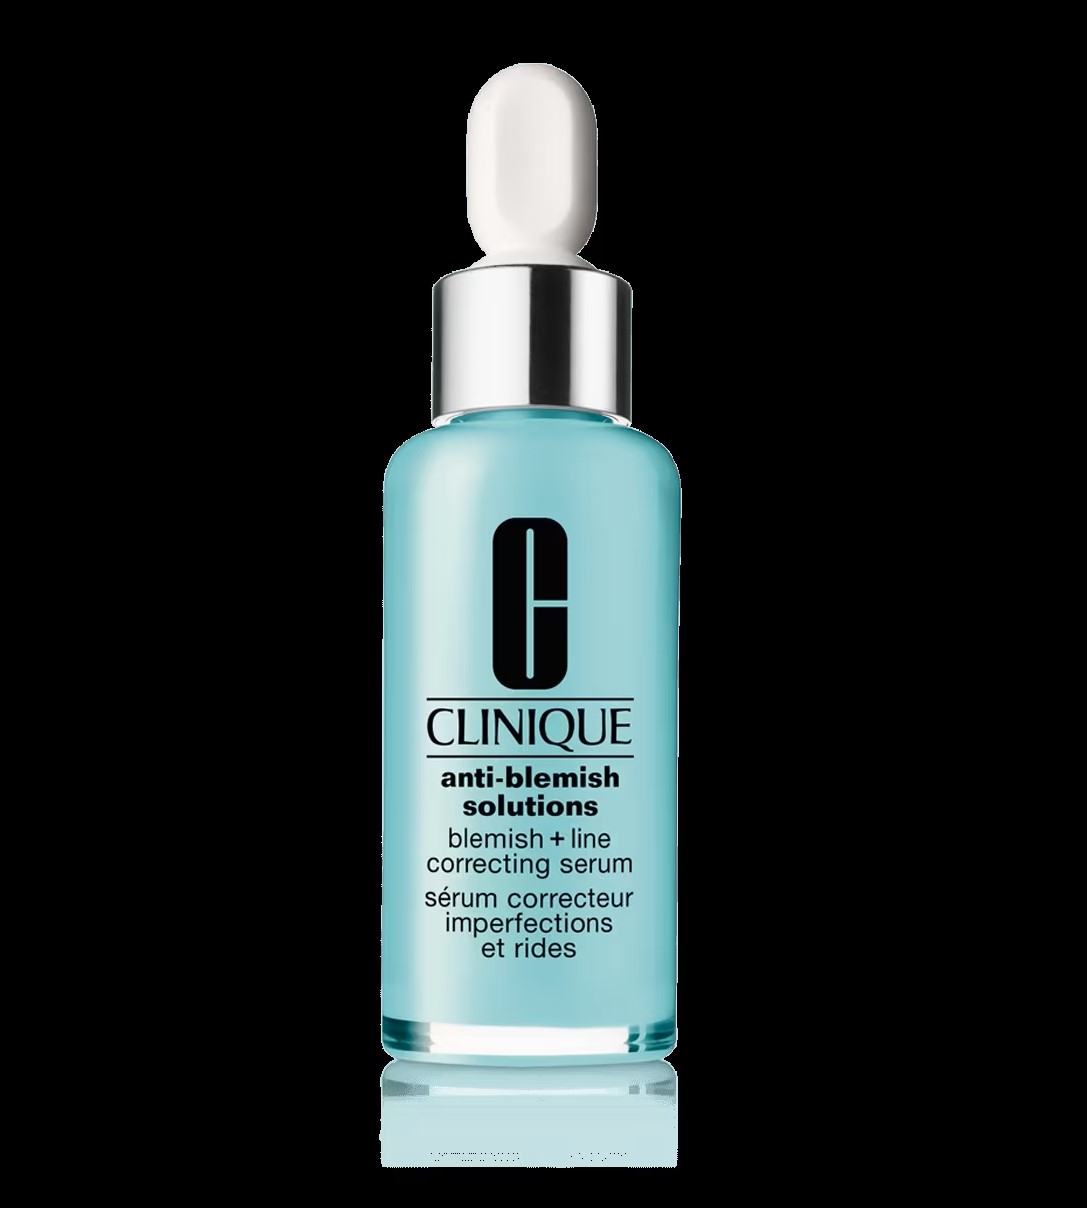 C
CLINIQUE
anti-blemish
solutions
blemish + line
correcting serum
sérum correcteur
imperfections
et rides